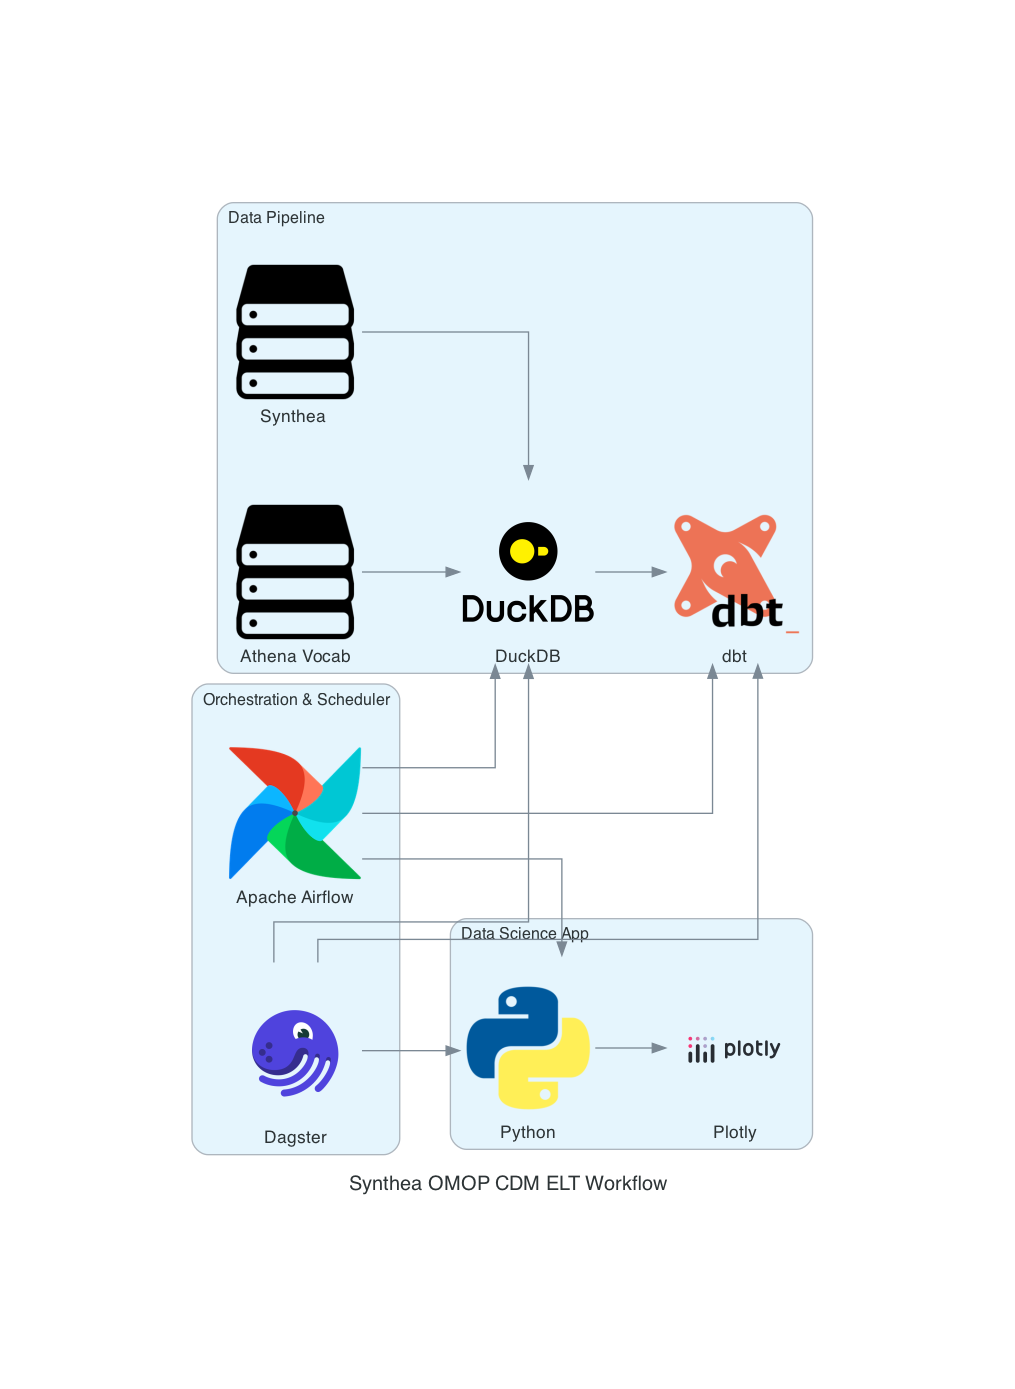 Data Pipeline
Synthea
Athena Vocab
DuckDB
DuckDB
dbt_
dbt
Orchestration & Scheduler
Apache Airflow
Dagster
Data Science App
Python
plotly
Plotly
Synthea OMOP CDM ELT Workflow